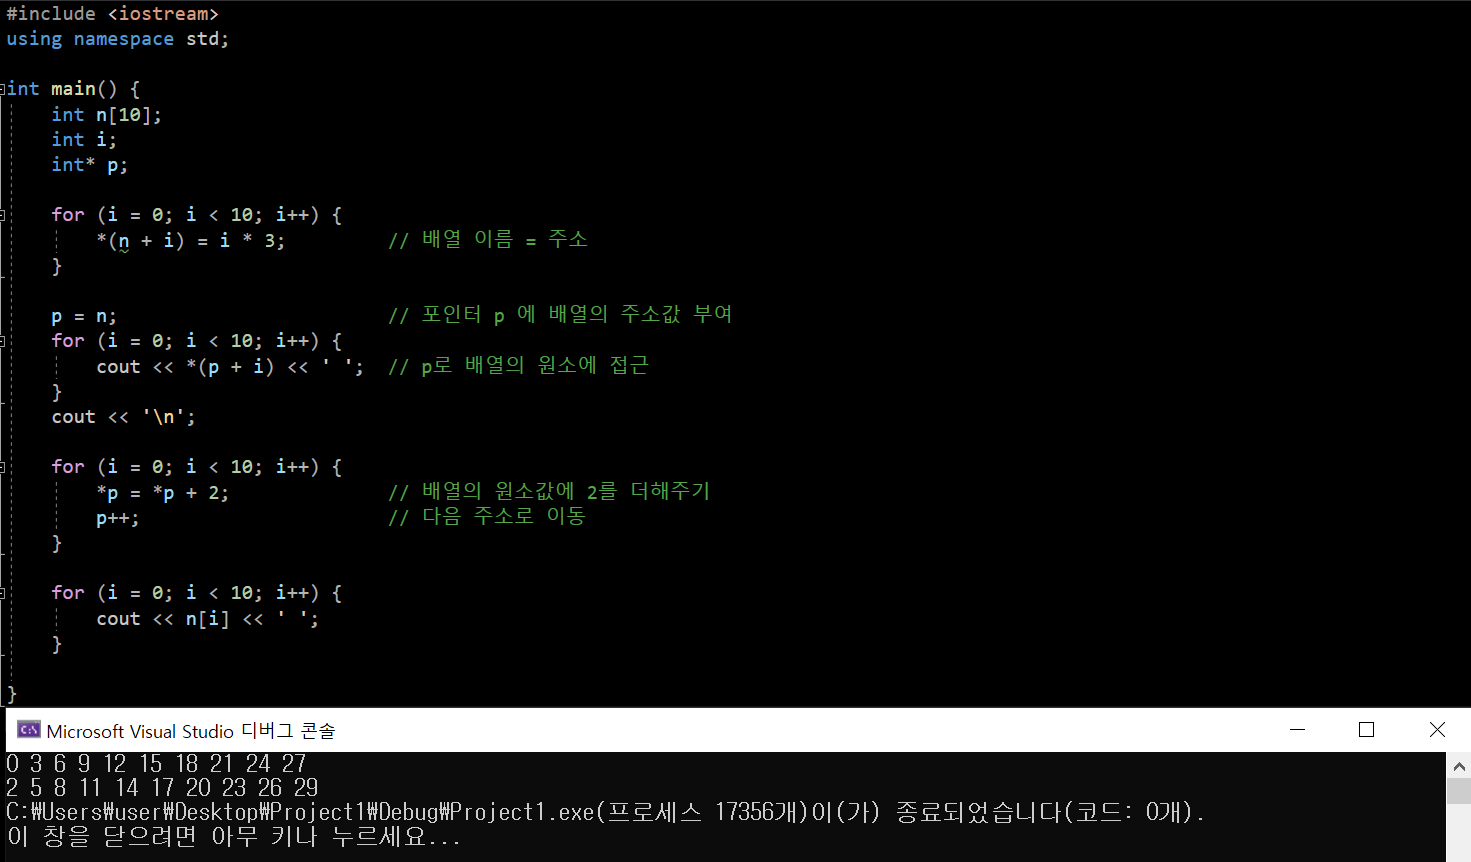 #include <iostream>
using namespace std;
int main() {
int n[10];
int i;
int* p;
for (i = 0; i < 10; i++) {
*(n + i) = i * 3; // 배열 이름 = 주소
}
p = n; // 포인터 p 에 배열의 주소값 부여
for (i = 0; i < 10; i++) {
cout << *(p + i) << ' '; // p로 배열의 원소에 접근
}
cout << '\n';
for (i = 0; i < 10; i++) {
*p = *p + 2; // 배열의 원소값에 2를 더해주기
p++; // 다음 주소로 이동
}
for (i = 0; i < 10; i++) {
cout << n[i] << ' ';
}
}
C:\ Microsoft Visual Studio 디버그 콘솔
0 3 6 9 12 15 18 21 24 27
2 5 8 11 14 17 20 23 26 29
C:₩Users₩user₩Desktop₩Project1₩Debug₩Project1.exe(프로세스 17356개)이(가) 종료되었습니다(코드: 0개).
이 창을 닫으려면 아무 키나 누르세요...